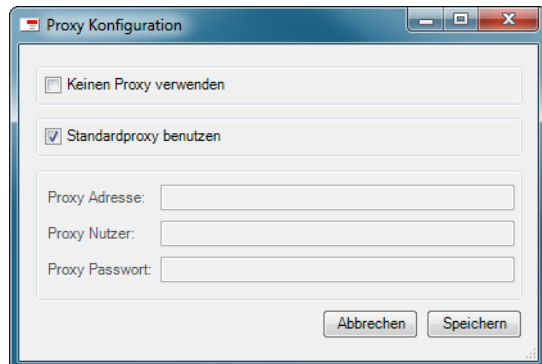 Proxy Konfiguration
Keinen Proxy verwenden
Standardproxy benutzen
Proxy Adresse:
Proxy Nutzer:
Proxy Passwort:
Abbrechen Speichern